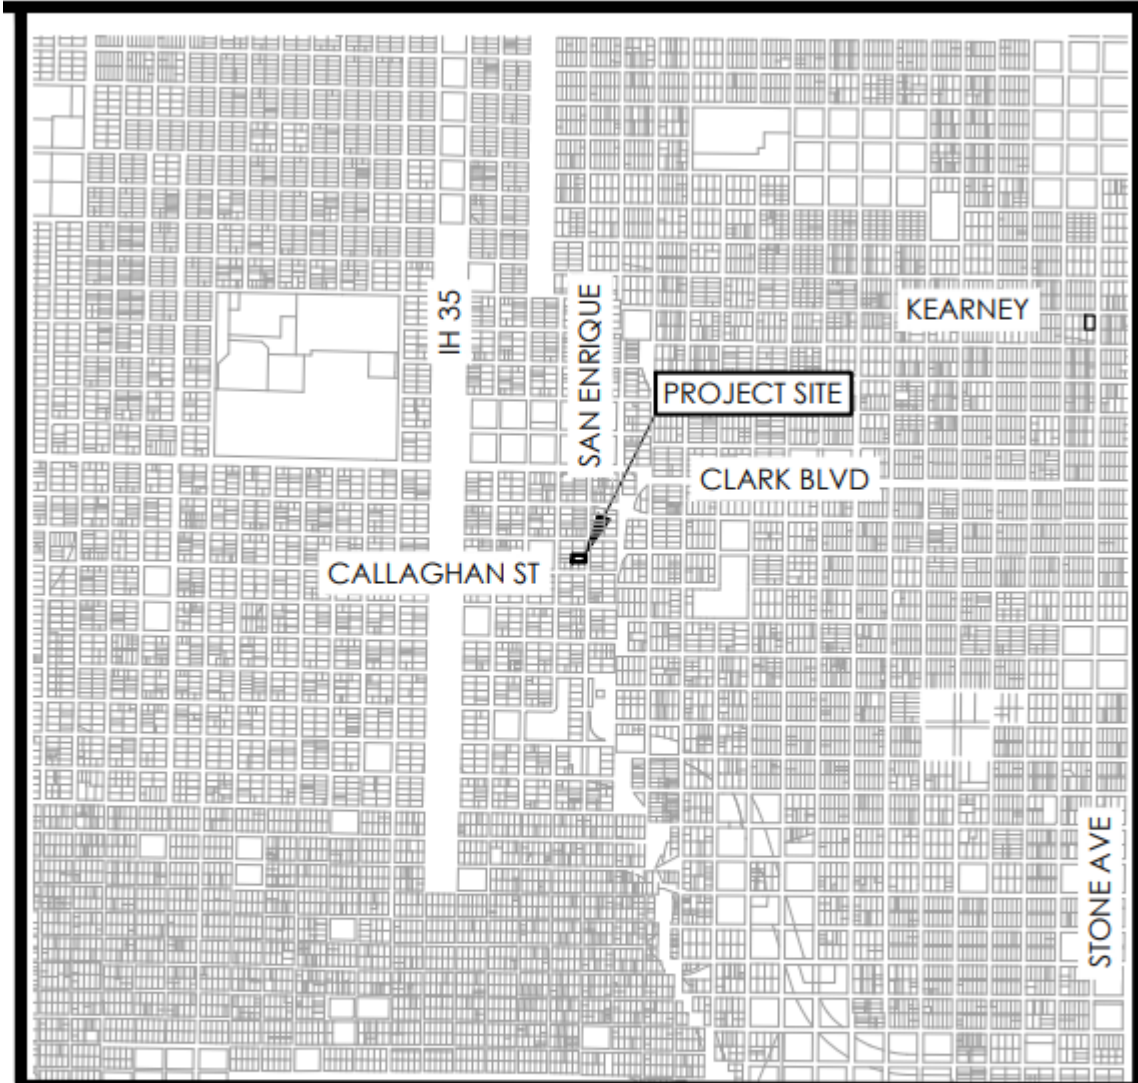 KEARNEY
IH 35
SAN ENRIQUE
PROJECT SITE
CLARK BLVD
CALLAGHAN ST
STONE AVE